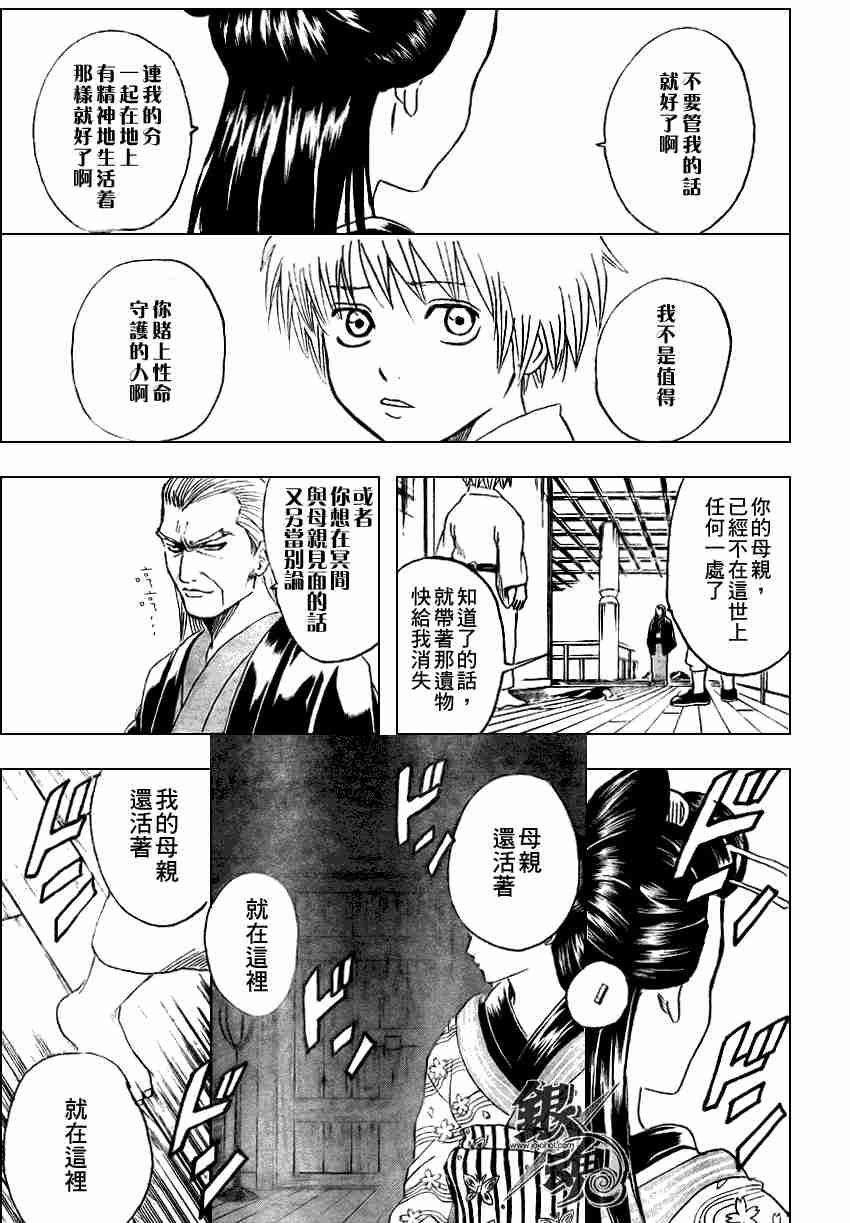 不要管我的話
就好了啊
連我的分
一起在地上
有精神地生活着
那樣就好了啊
我不是值得
你賭上性命
守護的人啊
你的母親，
已經不在這世上
任何一處了
知道了的話，
就帶著那遺物
快給我消失
或者
你想在冥間
與母親見面的話
又另當別論
ドドドド
母親
還活著
就在這裡
我的母親
還活著
就在這裡
銀魂